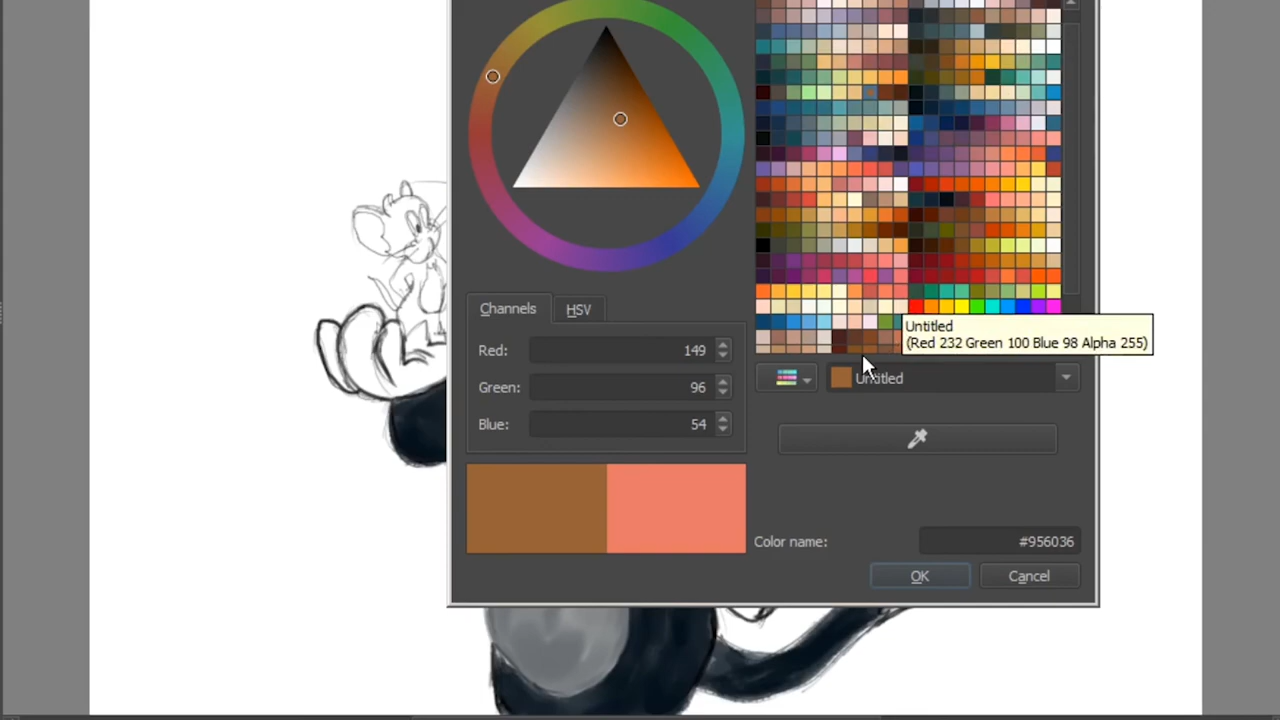 Untitled
(Red 232 Green 100 Blue 98 Alpha 255)
Untitled
Channels
HSV
Red: 149
Green: 96
Blue: 54
Color name: #956036
OK
Cancel